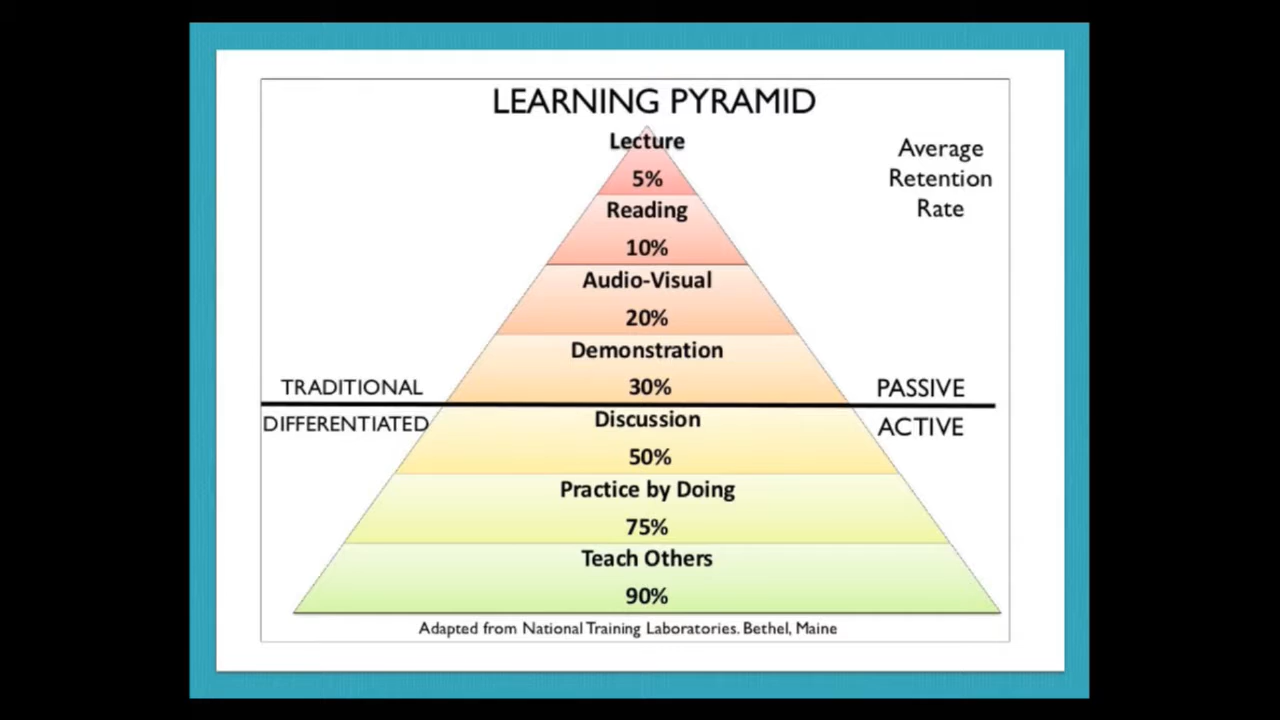 LEARNING PYRAMID
Lecture
5%
Average
Retention
Rate
Reading
10%
Audio-Visual
20%
Demonstration
30%
TRADITIONAL
PASSIVE
DIFFERENTIATED
ACTIVE
Discussion
50%
Practice by Doing
75%
Teach Others
90%
Adapted from National Training Laboratories. Bethel, Maine